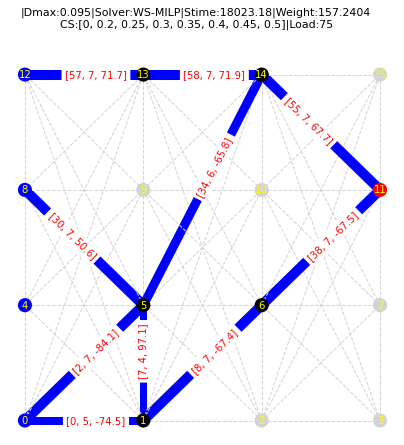 |Dmax:0.095|Solver:WS-MILP|Stime:18023.18|Weight:157.2404
CS:[0, 0.2, 0.25, 0.3, 0.35, 0.4, 0.45, 0.5]|Load:75
12
[57, 7, 71.7]
13
[58, 7, 71.9]
14
[55, 7, 67.7]
[34, 6, -65.8]
8
11
[30, 7, 50.6]
[38, 7, -67.5]
4
5
6
[2, 7, -84.1]
[7, 4, 97.1]
[8, 7, -67.4]
0
[0, 5, -74.5]
1